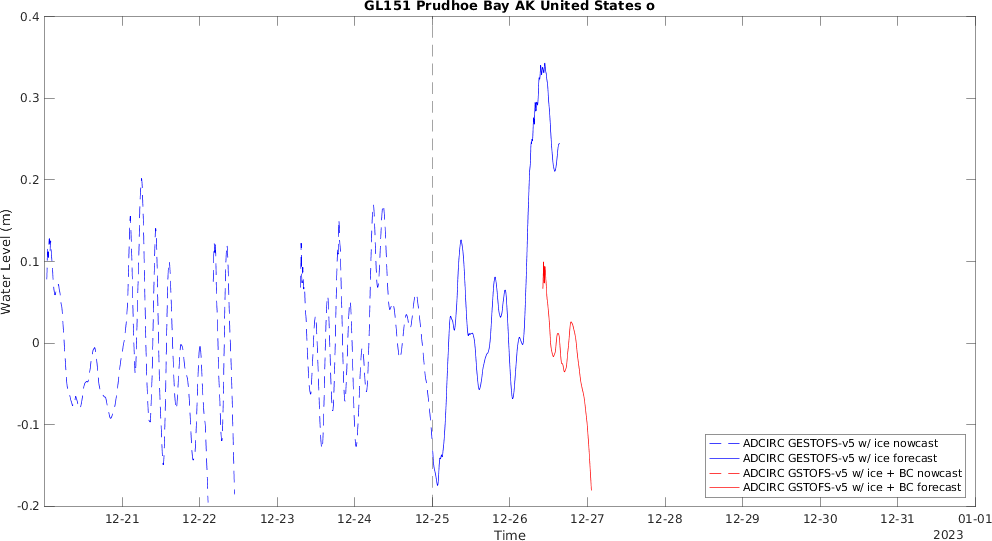 GL151 Prudhoe Bay AK United States o
0.4
0.3
0.2
0.1
0
-0.1
-0.2
Water Level (m)
12-21 12-22 12-23 12-24 12-25 12-26 12-27 12-28 12-29 12-30 12-31 01-01
2023
Time
ADCIRC GESTOFS-v5 w/ ice nowcast
ADCIRC GESTOFS-v5 w/ ice forecast
ADCIRC GSTOFS-v5 w/ ice + BC nowcast
ADCIRC GSTOFS-v5 w/ ice + BC forecast